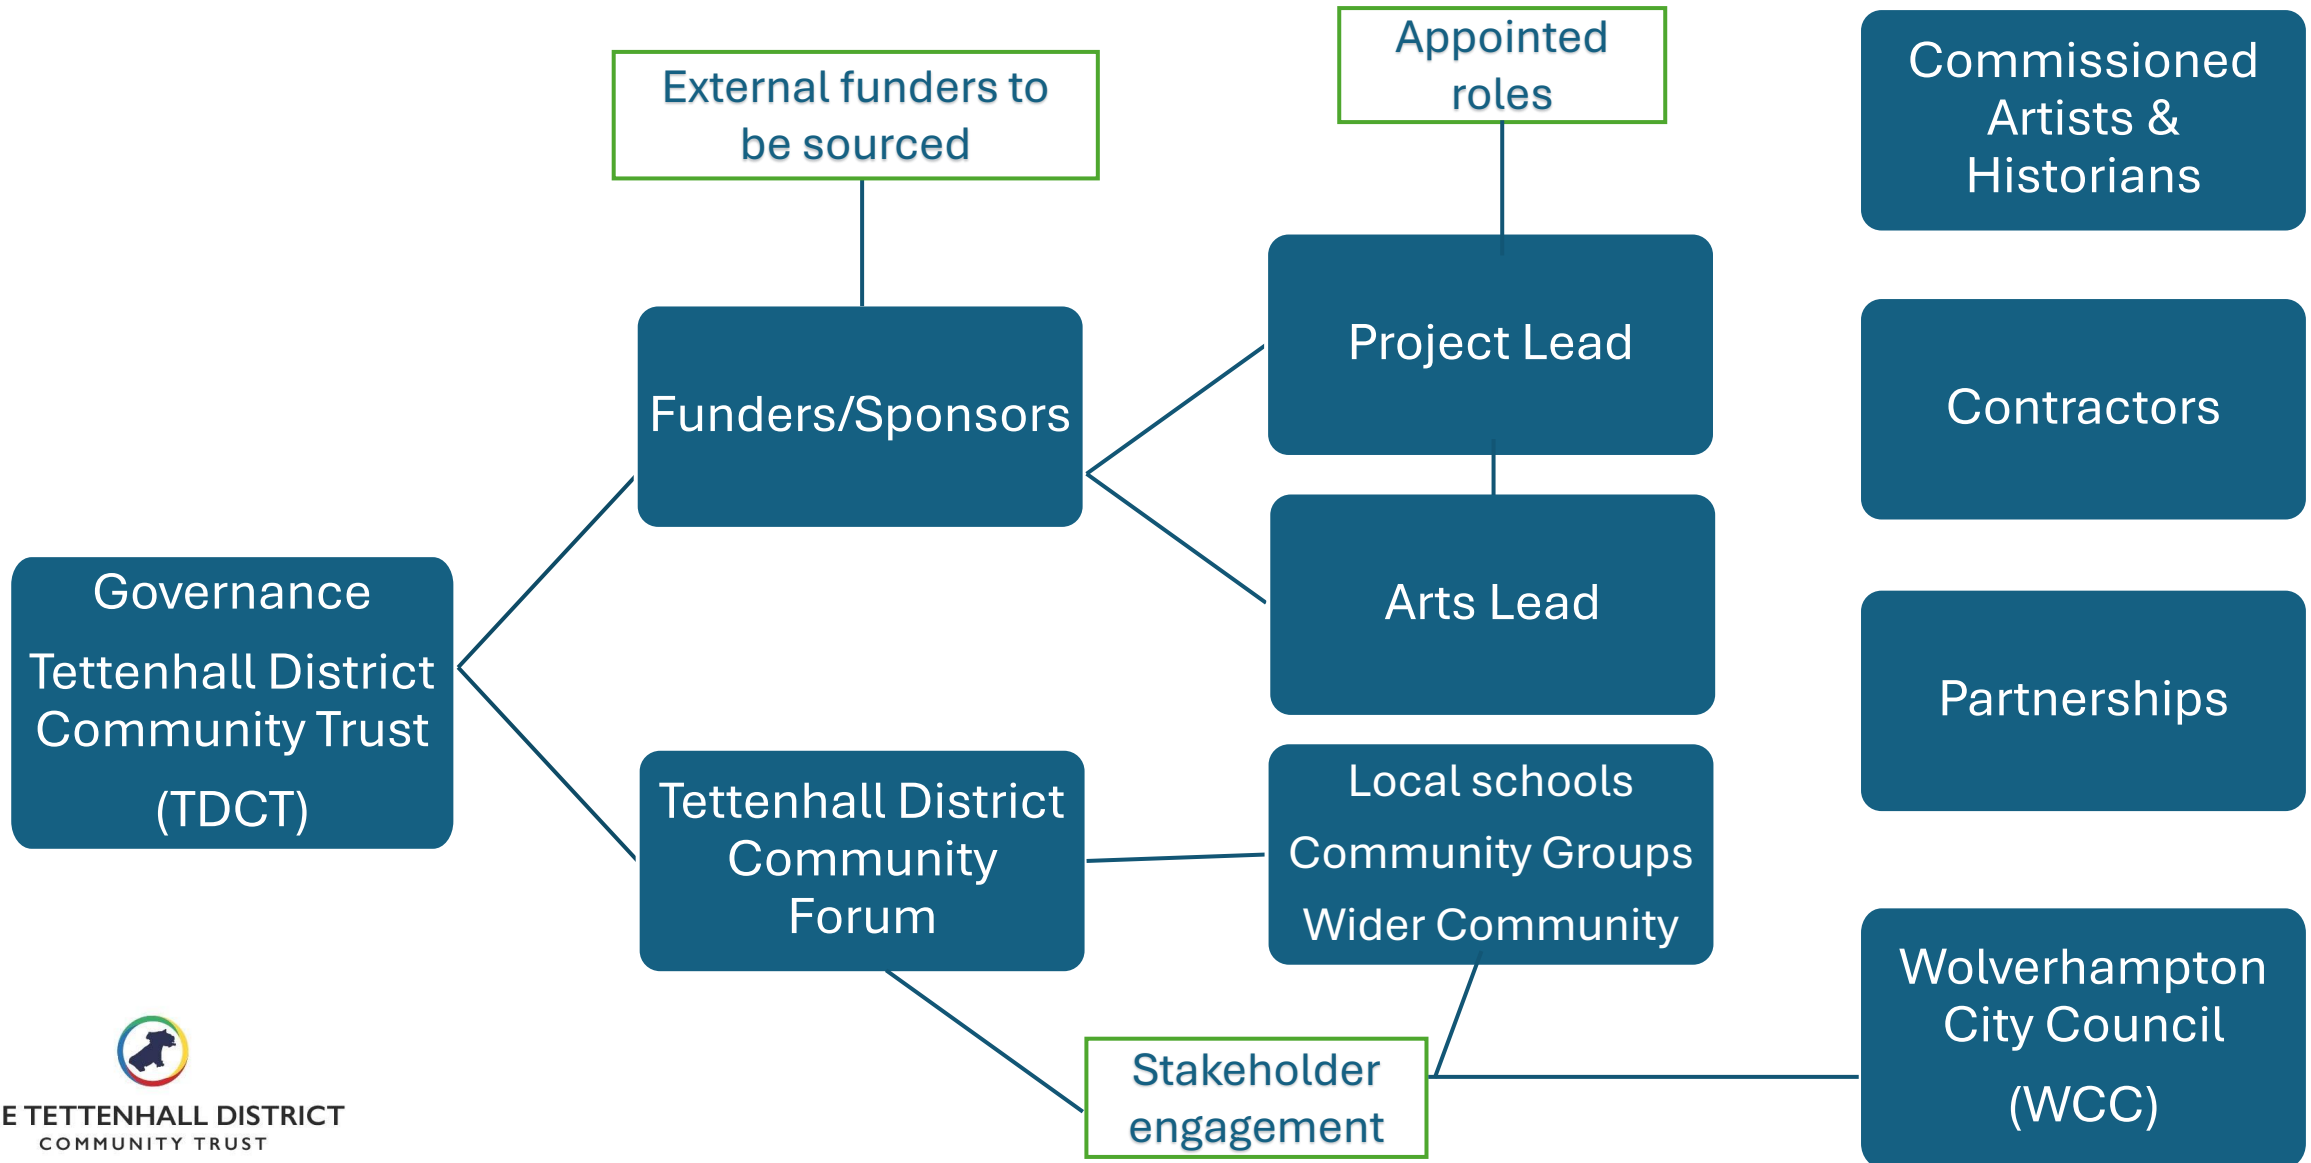 External funders to
be sourced
Appointed
roles
Commissioned
Artists &
Historians
Funders/Sponsors
Project Lead
Contractors
Governance
Tettenhall District
Community Trust
(TDCT)
Arts Lead
Partnerships
Tettenhall District
Community
Forum
Local schools
Community Groups
Wider Community
Wolverhampton
City Council
(WCC)
Stakeholder
engagement
E TETTENHALL DISTRICT
COMMUNITY TRUST